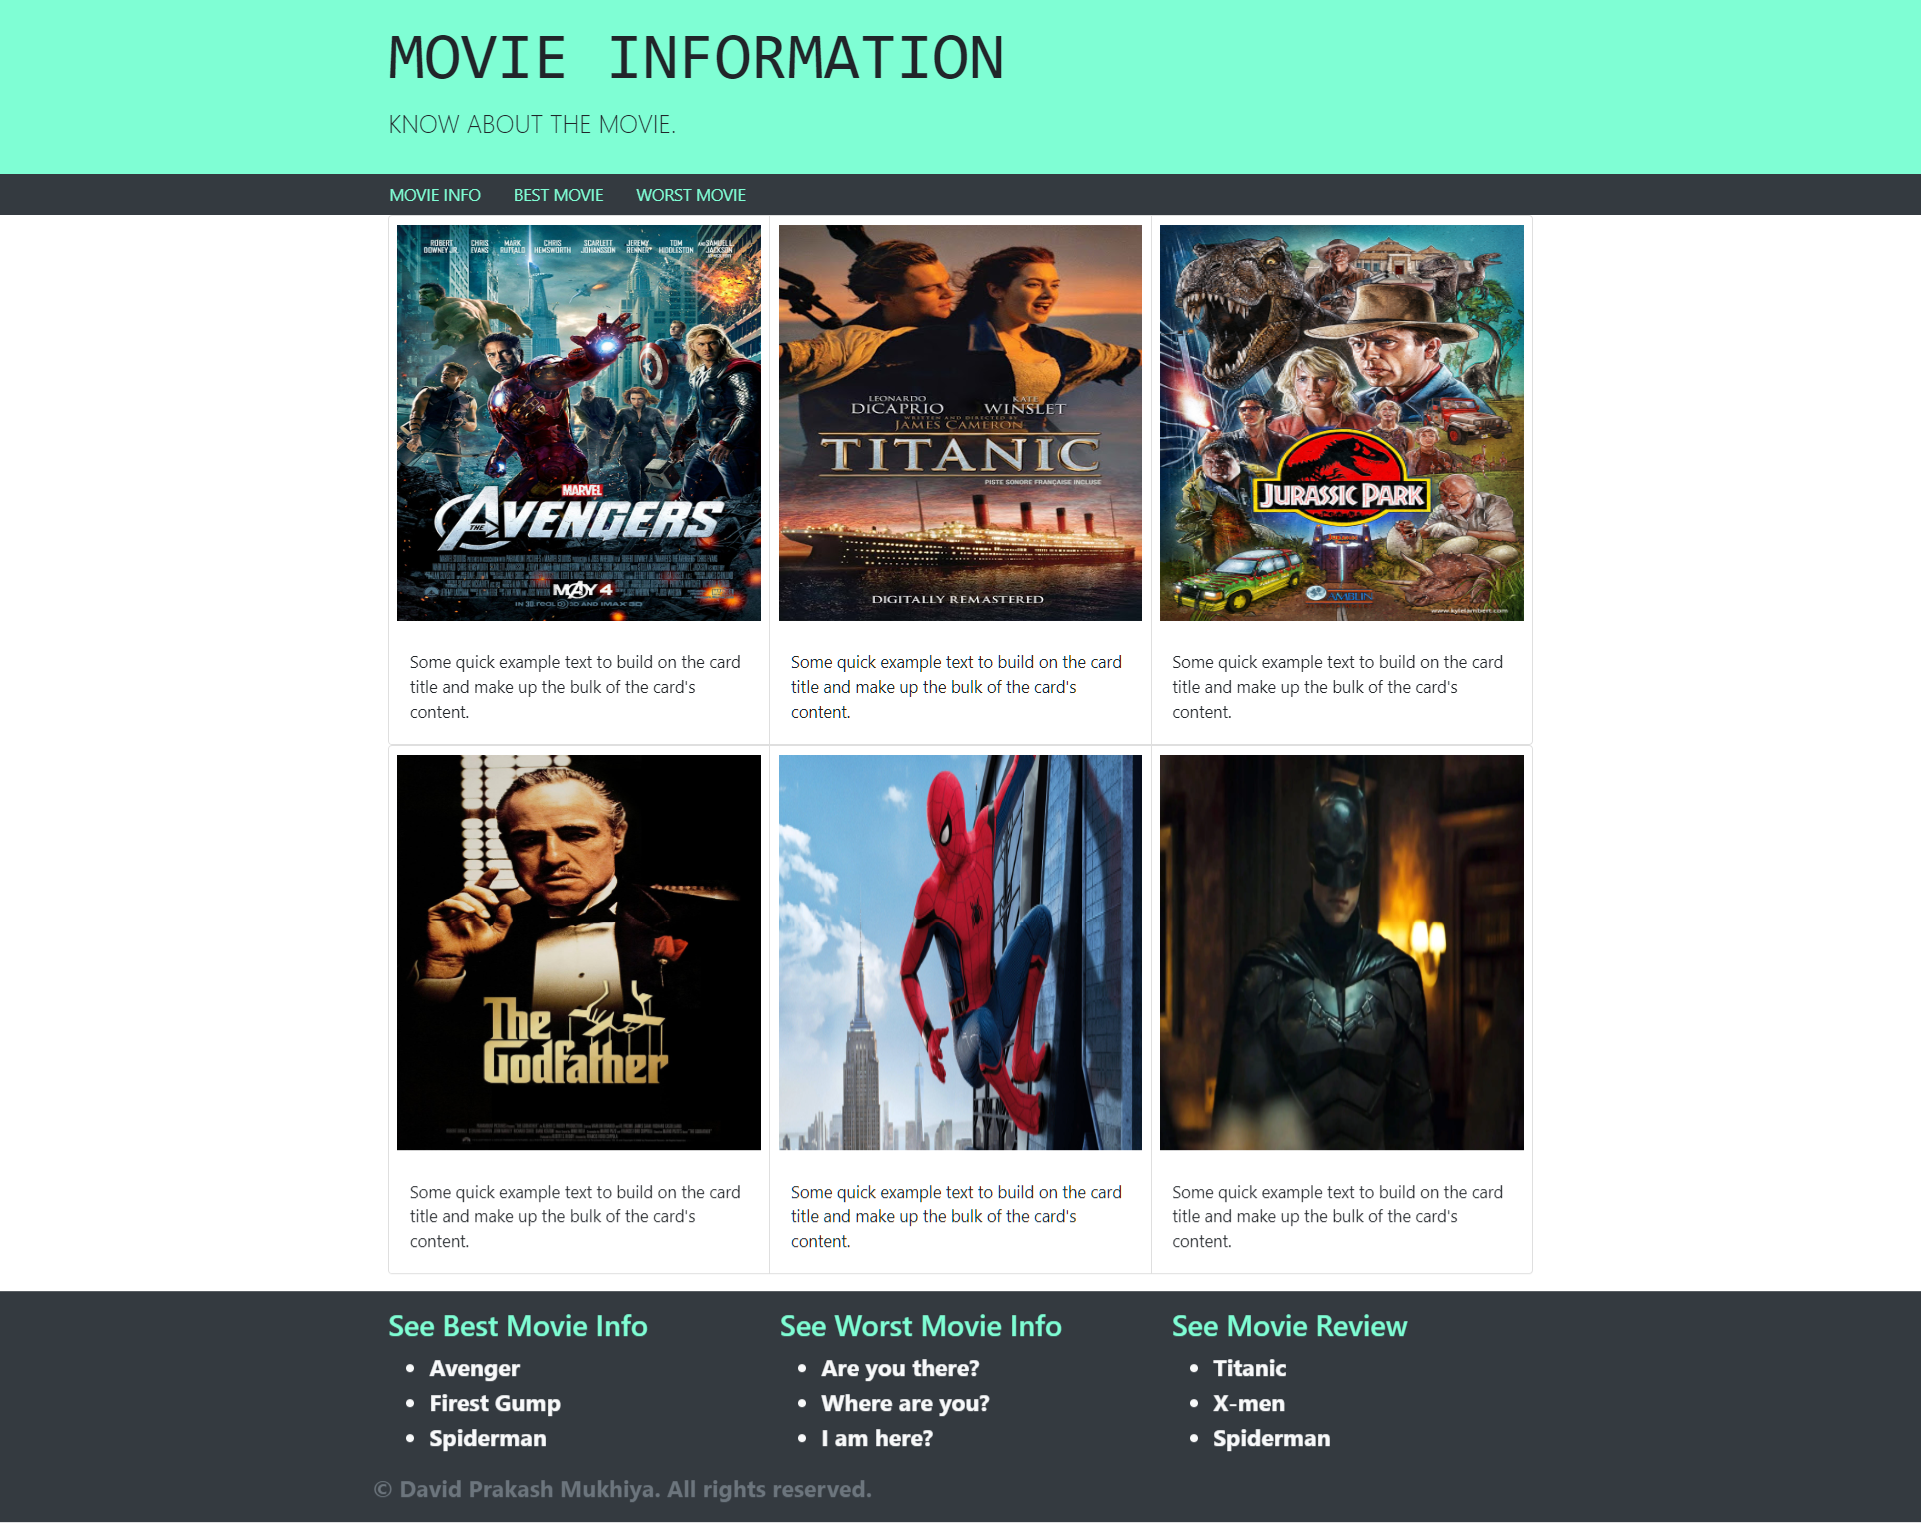 MOVIE INFORMATION
KNOW ABOUT THE MOVIE.
MOVIE INFO BEST MOVIE WORST MOVIE
ROBERT DOWNEY JR. CHRIS EVANS MARK RUFFALO CHRIS HEMSWORTH SCARLETT JOHANSSON JEREMY RENNER TOM HIDDLESTON AND SAMUEL L. JACKSON
MARVEL
THE AVENGERS
MAY 4
IN 3D REAL D 3D AND IMAX 3D
LEONARDO DICAPRIO KATE WINSLET
WRITTEN AND DIRECTED BY
JAMES CAMERON
TITANIC
PISTE SONORE FRANÇAISE INCLUSE
DIGITALLY REMASTERED
JURASSIC PARK
AMBLIN
www.kylelambert.com
Some quick example text to build on the card
title and make up the bulk of the card's
content.
Some quick example text to build on the card
title and make up the bulk of the card's
content.
Some quick example text to build on the card
title and make up the bulk of the card's
content.
The
Godfather
Some quick example text to build on the card
title and make up the bulk of the card's
content.
Some quick example text to build on the card
title and make up the bulk of the card's
content.
Some quick example text to build on the card
title and make up the bulk of the card's
content.
See Best Movie Info
Avenger
Firest Gump
Spiderman
See Worst Movie Info
Are you there?
Where are you?
I am here?
See Movie Review
Titanic
X-men
Spiderman
© David Prakash Mukhiya. All rights reserved.